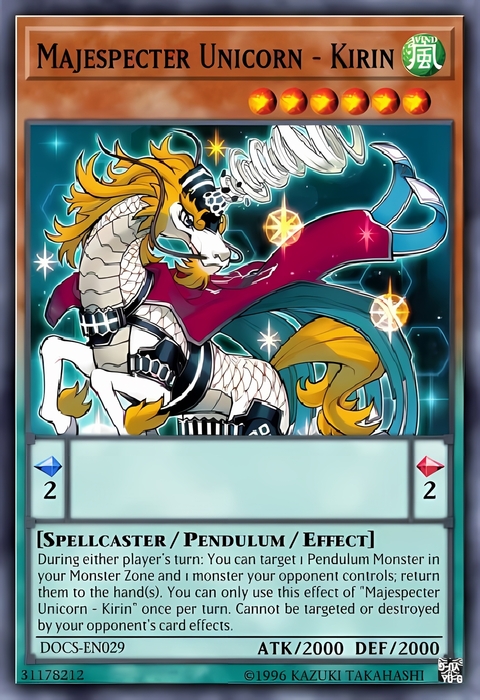 MAJESPECTER UNICORN - KIRIN
WIND
風
2
2
[SPELLCASTER / PENDULUM / EFFECT]
During either player's turn: You can target 1 Pendulum Monster in
your Monster Zone and 1 monster your opponent controls; return
them to the hand(s). You can only use this effect of "Majespecter
Unicorn - Kirin" once per turn. Cannot be targeted or destroyed
by your opponent's card effects.
DOCS-EN029
ATK/2000 DEF/2000
31178212
©1996 KAZUKI TAKAHASHI